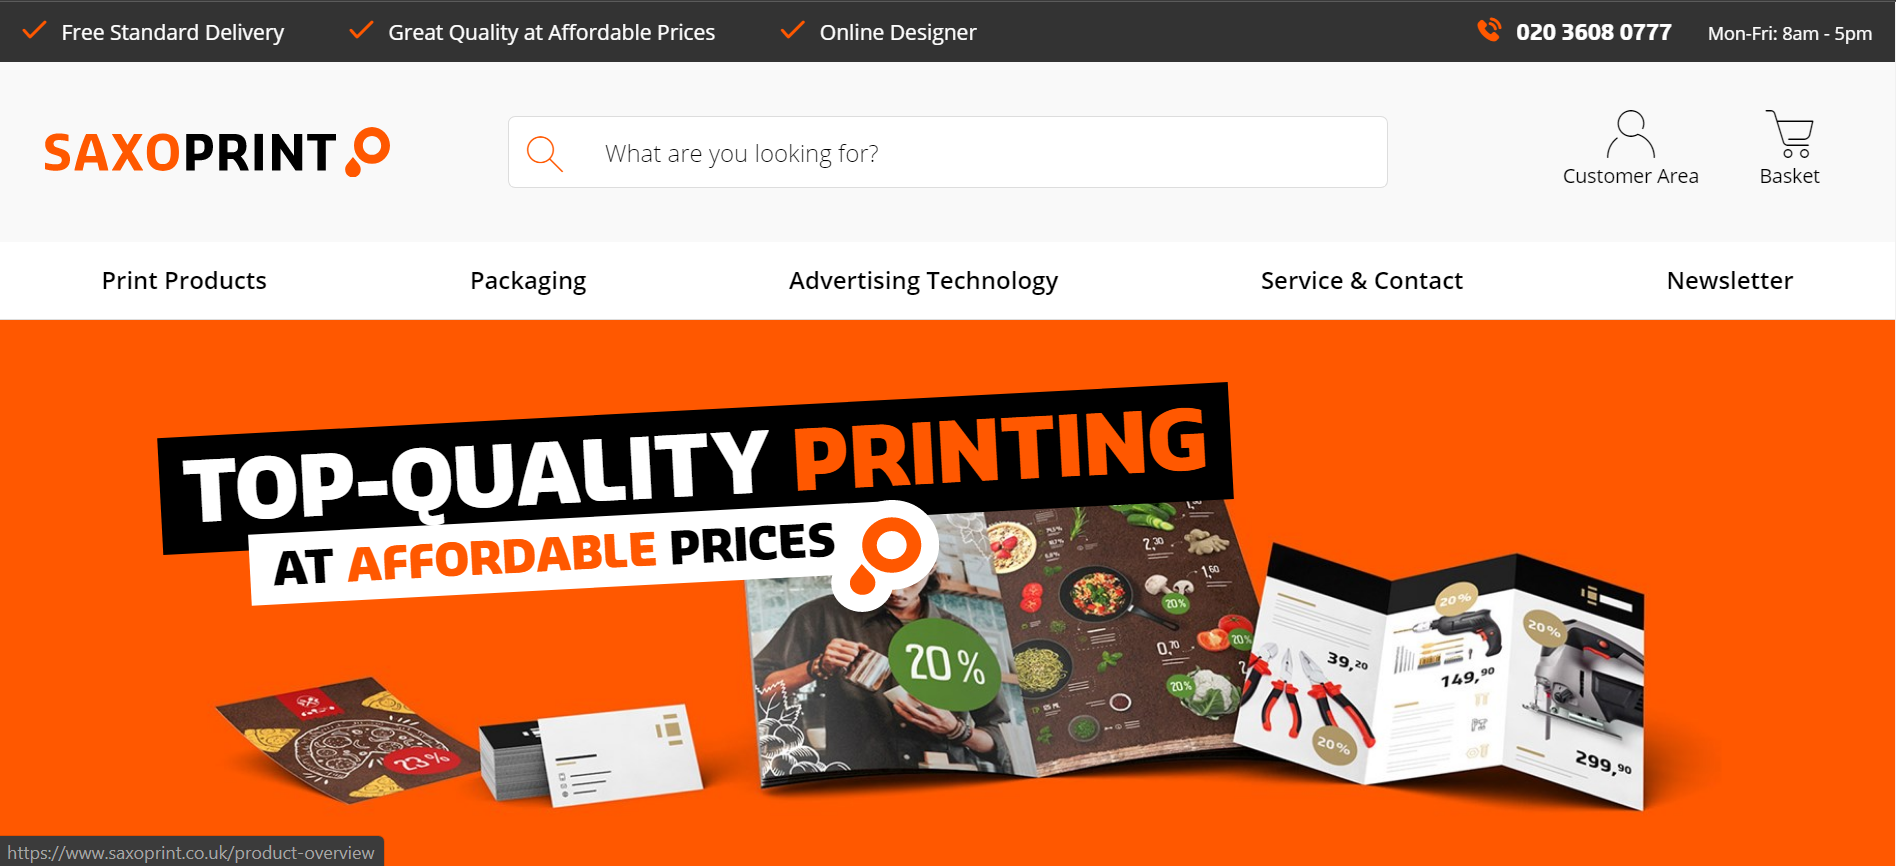 Free Standard Delivery
Great Quality at Affordable Prices
Online Designer
020 3608 0777
Mon-Fri: 8am - 5pm
SAXOPRINT
What are you looking for?
Customer Area
Basket
Print Products
Packaging
Advertising Technology
Service & Contact
Newsletter
TOP-QUALITY PRINTING
AT AFFORDABLE PRICES
2,30
1,60
20%
0,70
20%
20%
20%
23%
20%
39,20
149,90
20%
20%
299,90
https://www.saxoprint.co.uk/product-overview